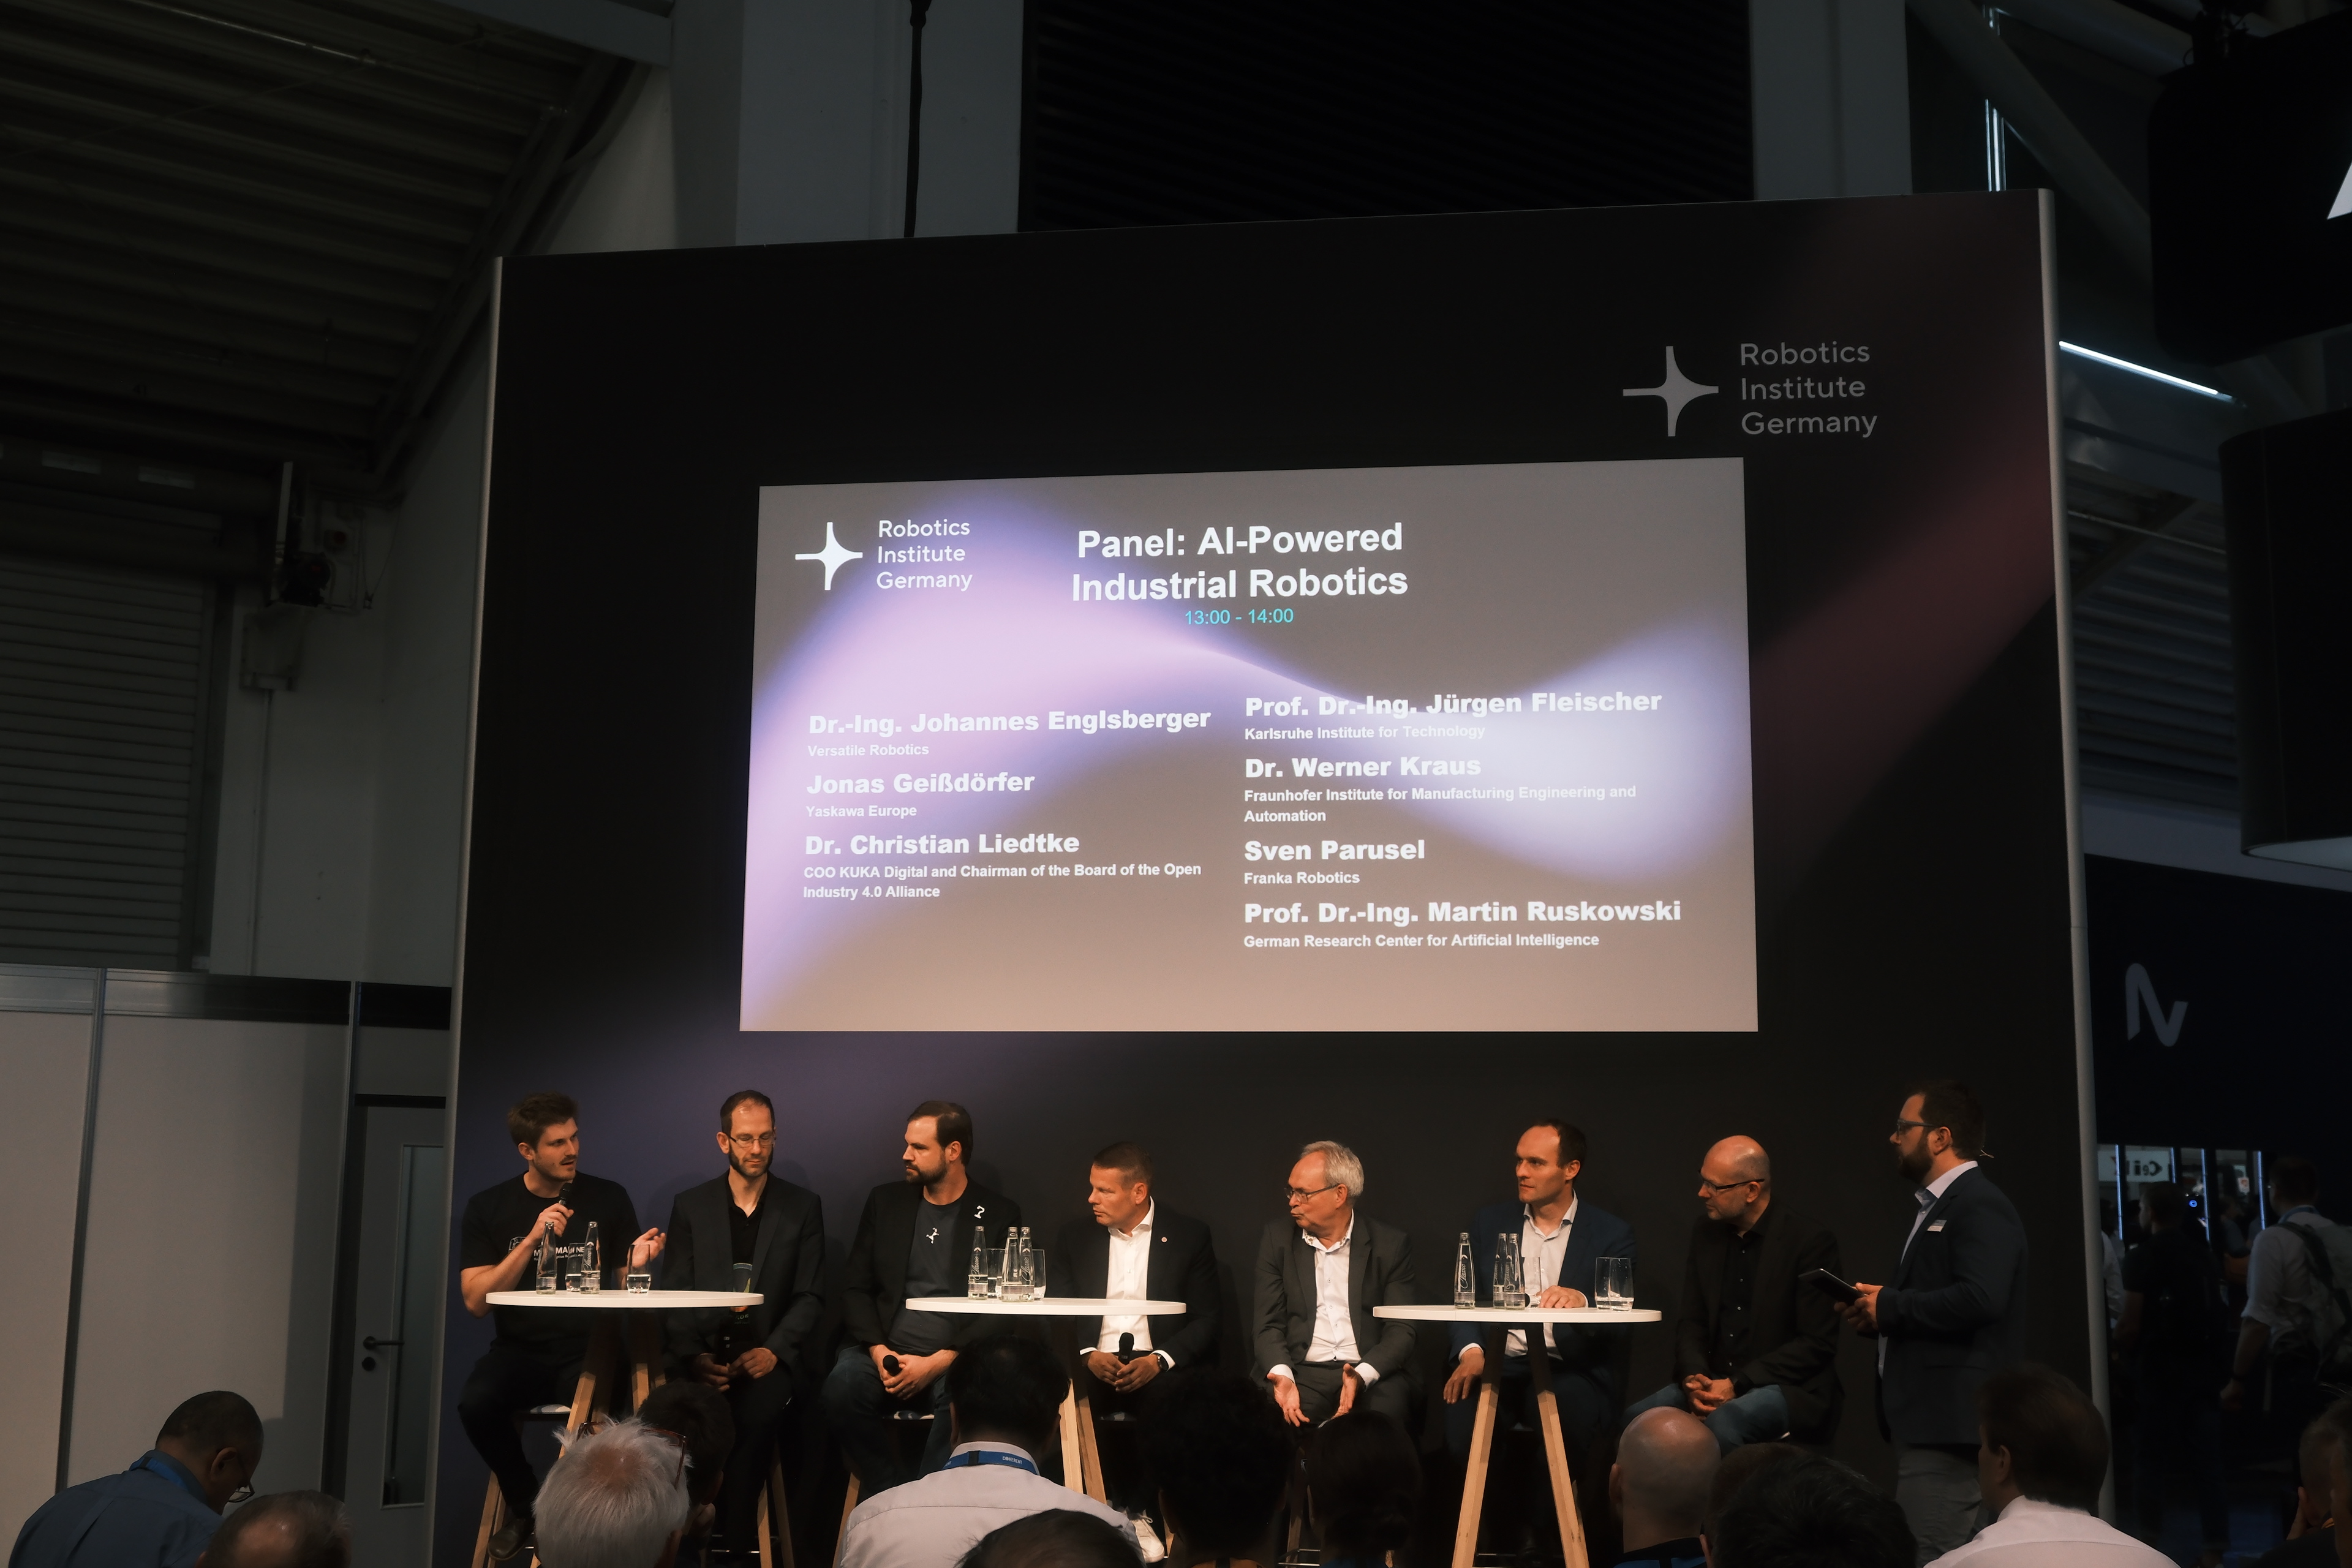 Robotics
Institute
Germany
Robotics
Institute
Germany
Panel: AI-Powered
Industrial Robotics
13:00 - 14:00
Dr.-Ing. Johannes Englsberger
Versatile Robotics
Jonas Geißdörfer
Yaskawa Europe
Dr. Christian Liedtke
COO KUKA Digital and Chairman of the Board of the Open
Industry 4.0 Alliance
Prof. Dr.-Ing. Jürgen Fleischer
Karlsruhe Institute for Technology
Dr. Werner Kraus
Fraunhofer Institute for Manufacturing Engineering and
Automation
Sven Parusel
Franka Robotics
Prof. Dr.-Ing. Martin Ruskowski
German Research Center for Artificial Intelligence